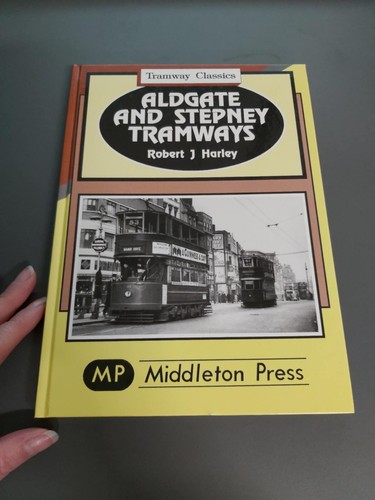 Tramway Classics
ALDGATE
AND STEPNEY
TRAMWAYS
Robert J Harley
MP Middleton Press